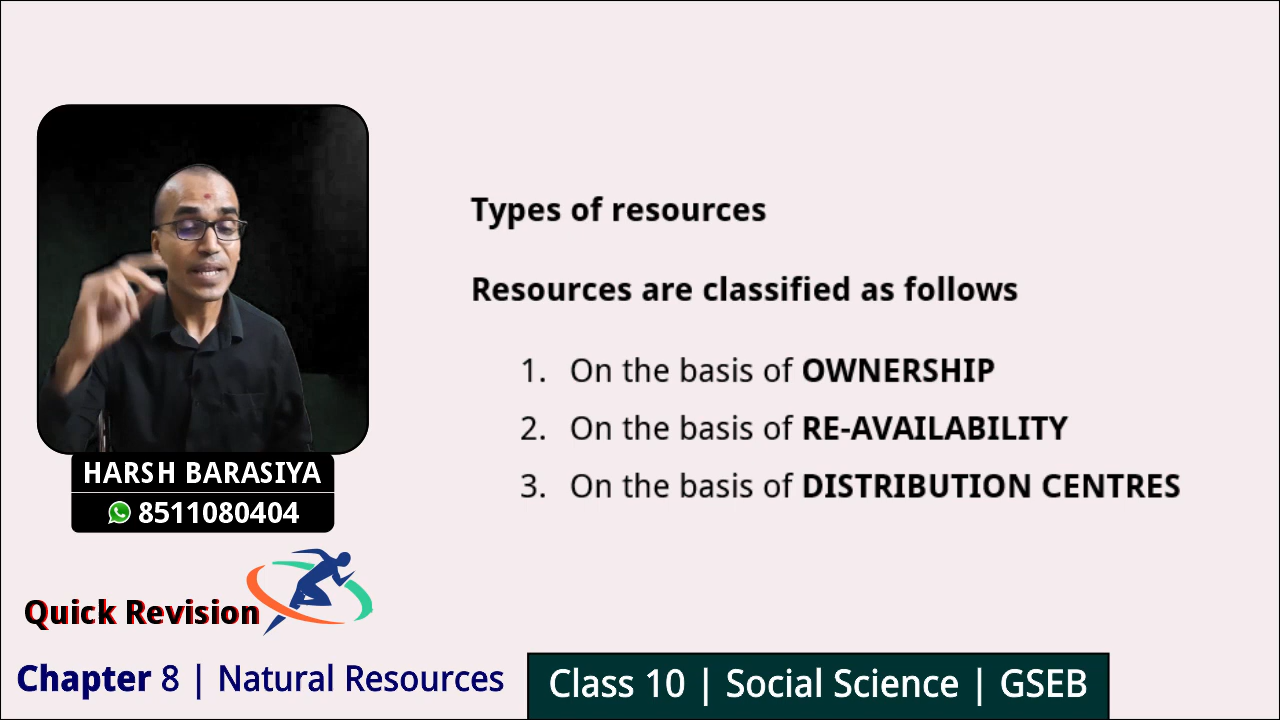 Types of resources
Resources are classified as follows
1. On the basis of OWNERSHIP
2. On the basis of RE-AVAILABILITY
3. On the basis of DISTRIBUTION CENTRES
HARSH BARASIYA
8511080404
Quick Revision
Chapter 8 | Natural Resources
Class 10 | Social Science | GSEB